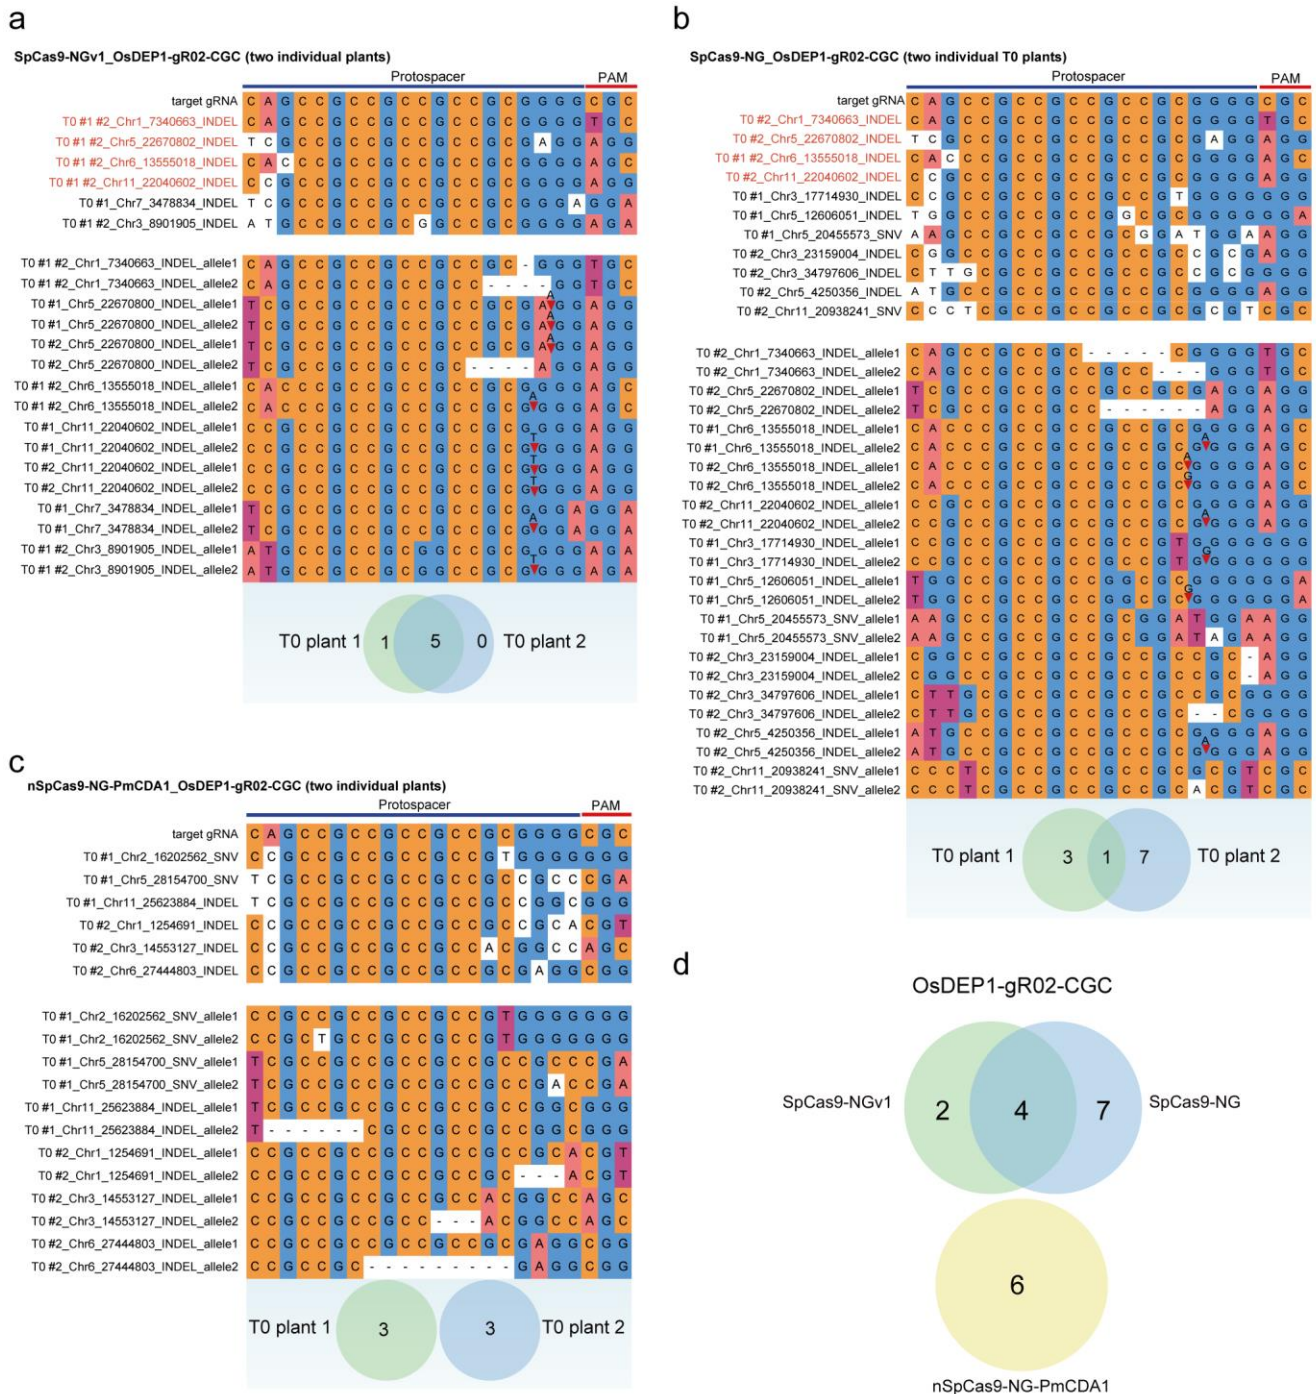 a
SpCas9-NGv1_OsDEP1-gR02-CGC (two individual plants)
Protospacer PAM
target gRNA C A G C C G C C G C C G C C G C G G G G C G C
T0 #1 #2_Chr1_7340663_INDEL C A G C C G C C G C C G C C G C G G G G T G C
T0 #1 #2_Chr5_22670802_INDEL T C G C C G C C G C C G C C G C G A G G A G G
T0 #1 #2_Chr6_13555018_INDEL C A C C C G C C G C C G C C G C G G G G A G C
T0 #1 #2_Chr11_22040602_INDEL C C G C C G C C G C C G C C G C G G G G A G G
T0 #1_Chr7_3478834_INDEL T C G C C G C C G C C G C C G C G G G A G G A
T0 #1 #2_Chr3_8901905_INDEL A T G C C G C C G C G G C C G C G G G G A G A
T0 #1 #2_Chr1_7340663_INDEL_allele1 C A G C C G C C G C C G C C G C - G G G T G C
T0 #1 #2_Chr1_7340663_INDEL_allele2 C A G C C G C C G C C G C C - - - - G G T G C
T0 #1_Chr5_22670800_INDEL_allele1 T C G C C G C C G C C G C C G C G A G G A G G
A
T0 #1_Chr5_22670800_INDEL_allele2 T C G C C G C C G C C G C C G C G A G G A G G
A
T0 #2_Chr5_22670800_INDEL_allele1 T C G C C G C C G C C G C C G C G A G G A G G
A
T0 #2_Chr5_22670800_INDEL_allele2 T C G C C G C C G C C G C - - - - A G G A G G
T0 #1 #2_Chr6_13555018_INDEL_allele1 C A C C C G C C G C C G C C G C G G G G A G C
T0 #1 #2_Chr6_13555018_INDEL_allele2 C A C C C G C C G C C G C C G C G G G G A G C
A
T0 #1_Chr11_22040602_INDEL_allele1 C C G C C G C C G C C G C C G C G G G G A G G
T0 #1_Chr11_22040602_INDEL_allele2 C C G C C G C C G C C G C C G C G G G G A G G
T
T0 #2_Chr11_22040602_INDEL_allele1 C C G C C G C C G C C G C C G C G G G G A G G
T
T0 #2_Chr11_22040602_INDEL_allele2 C C G C C G C C G C C G C C G C G G G G A G G
T
T0 #1_Chr7_3478834_INDEL_allele1 T C G C C G C C G C C G C C G C G G G A G G A
T0 #1_Chr7_3478834_INDEL_allele2 T C G C C G C C G C C G C C G C G G G A G G A
A
T0 #1 #2_Chr3_8901905_INDEL_allele1 A T G C C G C C G C G G C C G C G G G G A G A
T0 #1 #2_Chr3_8901905_INDEL_allele2 A T G C C G C C G C G G C C G C G G G G A G A
T
T0 plant 1 1 5 0 T0 plant 2
b
SpCas9-NG_OsDEP1-gR02-CGC (two individual T0 plants)
Protospacer PAM
target gRNA C A G C C G C C G C C G C C G C G G G G C G C
T0 #2_Chr1_7340663_INDEL C A G C C G C C G C C G C C G C G G G G T G C
T0 #2_Chr5_22670802_INDEL T C G C C G C C G C C G C C G C G A G G A G G
T0 #1 #2_Chr6_13555018_INDEL C A C C C G C C G C C G C C G C G G G G A G C
T0 #2_Chr11_22040602_INDEL C C G C C G C C G C C G C C G C G G G G A G G
T0 #1_Chr3_17714930_INDEL C C G C C G C C G C C G C C G T G G G G G G G
T0 #1_Chr5_12606051_INDEL T G G C C G C C G C C G G C G C G G G G G G A
T0 #1_Chr5_20455573_SNV A A G C C G C C G C C G C G G A T G G A A G G
T0 #2_Chr3_23159004_INDEL C G G C C G C C G C C G C C G C C G C G A G G
T0 #2_Chr3_34797606_INDEL C T T G C G C C G C C G C C G C C G C G G G G
T0 #2_Chr5_4250356_INDEL A T G C C G C C G C C G C C G C G G G G A G G
T0 #2_Chr11_20938241_SNV C C C T C G C C G C C G C C G C G C G T C G C
T0 #2_Chr1_7340663_INDEL_allele1 C A G C C G C C G C - - - - - C G G G G T G C
T0 #2_Chr1_7340663_INDEL_allele2 C A G C C G C C G C C G C C - - - G G G T G C
T0 #2_Chr5_22670802_INDEL_allele1 T C G C C G C C G C C G C C G C G A G G A G G
T0 #2_Chr5_22670802_INDEL_allele2 T C G C C G C C G C C - - - - - - A G G A G G
T0 #1_Chr6_13555018_INDEL_allele1 C A C C C G C C G C C G C C G C G G G G A G C
T0 #1_Chr6_13555018_INDEL_allele2 C A C C C G C C G C C G C C G C G G G G A G C
A
T0 #2_Chr6_13555018_INDEL_allele1 C A C C C G C C G C C G C C G C G G G G A G C
A
T0 #2_Chr6_13555018_INDEL_allele2 C A C C C G C C G C C G C C G C G G G G A G C
G
T0 #2_Chr11_22040602_INDEL_allele1 C C G C C G C C G C C G C C G C G G G G A G G
T0 #2_Chr11_22040602_INDEL_allele2 C C G C C G C C G C C G C C G C G G G G A G G
A
T0 #1_Chr3_17714930_INDEL_allele1 C C G C C G C C G C C G C C G T G G G G G G G
T0 #1_Chr3_17714930_INDEL_allele2 C C G C C G C C G C C G C C G T G G G G G G G
G
T0 #1_Chr5_12606051_INDEL_allele1 T G G C C G C C G C C G G C G C G G G G G G A
T0 #1_Chr5_12606051_INDEL_allele2 T G G C C G C C G C C G G C G C G G G G G G A
G
T0 #1_Chr5_20455573_SNV_allele1 A A G C C G C C G C C G C G G A T G G A A G G
T0 #1_Chr5_20455573_SNV_allele2 A A G C C G C C G C C G C G G A T A G A A G G
T0 #2_Chr3_23159004_INDEL_allele1 C G G C C G C C G C C G C C G C C G C - A G G
T0 #2_Chr3_23159004_INDEL_allele2 C G G C C G C C G C C G C C G C C G C - A G G
T0 #2_Chr3_34797606_INDEL_allele1 C T T G C G C C G C C G C C G C C G C G G G G
T0 #2_Chr3_34797606_INDEL_allele2 C T T G C G C C G C C G C C G C - - C G G G G
T0 #2_Chr5_4250356_INDEL_allele1 A T G C C G C C G C C G C C G C G G G G A G G
T0 #2_Chr5_4250356_INDEL_allele2 A T G C C G C C G C C G C C G C G G G G A G G
A
T0 #2_Chr11_20938241_SNV_allele1 C C C T C G C C G C C G C C G C G C G T C G C
T0 #2_Chr11_20938241_SNV_allele2 C C C T C G C C G C C G C C G C A C G T C G C
T0 plant 1 3 1 7 T0 plant 2
c
nSpCas9-NG-PmCDA1_OsDEP1-gR02-CGC (two individual plants)
Protospacer PAM
target gRNA C A G C C G C C G C C G C C G C G G G G C G C
T0 #1_Chr2_16202562_SNV C C G C C G C C G C C G C C G T G G G G G G G
T0 #1_Chr5_28154700_SNV T C G C C G C C G C C G C C G C C G C C C G A
T0 #1_Chr11_25623884_INDEL T C G C C G C C G C C G C C G C C G G C G G G
T0 #2_Chr1_1254691_INDEL C C G C C G C C G C C G C C G C C G C A C G T
T0 #2_Chr3_14553127_INDEL C C G C C G C C G C C G C C A C G G C C A G C
T0 #2_Chr6_27444803_INDEL C C G C C G C C G C C G C C G C G A G G C G G
T0 #1_Chr2_16202562_SNV_allele1 C C G C C G C C G C C G C C G T G G G G G G G
T0 #1_Chr2_16202562_SNV_allele2 C C G C T G C C G C C G C C G T G G G G G G G
T0 #1_Chr5_28154700_SNV_allele1 T C G C C G C C G C C G C C G C C G C C C G A
T0 #1_Chr5_28154700_SNV_allele2 T C G C C G C C G C C G C C G C C G A C C G A
T0 #1_Chr11_25623884_INDEL_allele1 T C G C C G C C G C C G C C G C C G G C G G G
T0 #1_Chr11_25623884_INDEL_allele2 T - - - - - - C G C C G C C G C C G G C G G G
T0 #2_Chr1_1254691_INDEL_allele1 C C G C C G C C G C C G C C G C C G C A C G T
T0 #2_Chr1_1254691_INDEL_allele2 C C G C C G C C G C C G C C G C - - - A C G T
T0 #2_Chr3_14553127_INDEL_allele1 C C G C C G C C G C C G C C A C G G C C A G C
T0 #2_Chr3_14553127_INDEL_allele2 C C G C C G C C G C C - - - A C G G C C A G C
T0 #2_Chr6_27444803_INDEL_allele1 C C G C C G C C G C C G C C G C G A G G C G G
T0 #2_Chr6_27444803_INDEL_allele2 C C G C C G C - - - - - - - - - G A G G C G G
T0 plant 1 3 3 T0 plant 2
d
OsDEP1-gR02-CGC
SpCas9-NGv1 2 4 7 SpCas9-NG
6
nSpCas9-NG-PmCDA1